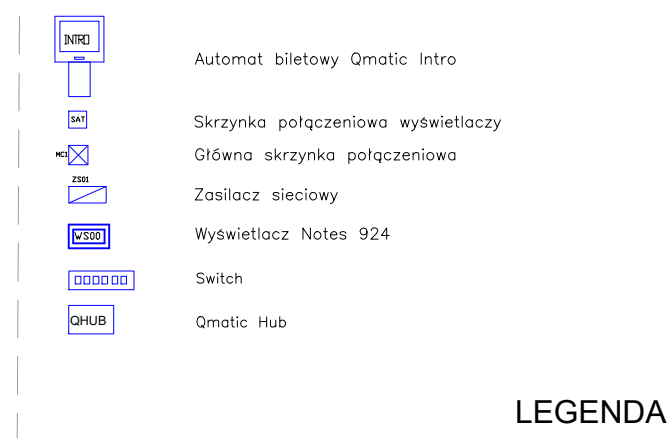 INTRO
Automat biletowy Qmatic Intro
SAT
Skrzynka połączeniowa wyświetlaczy
MC1
Główna skrzynka połączeniowa
ZS01
Zasilacz sieciowy
WS00
Wyświetlacz Notes 924
Switch
QHUB
Qmatic Hub
LEGENDA